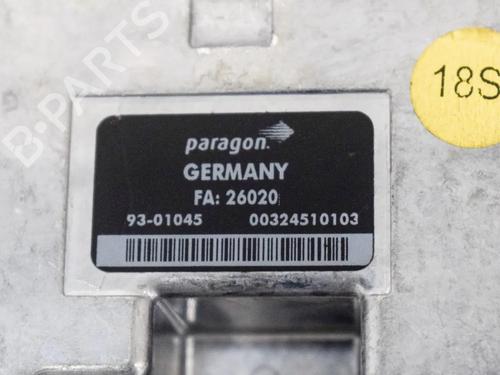 B-PARTS
18S
paragon
GERMANY
FA: 26020
93-01045 00324510103